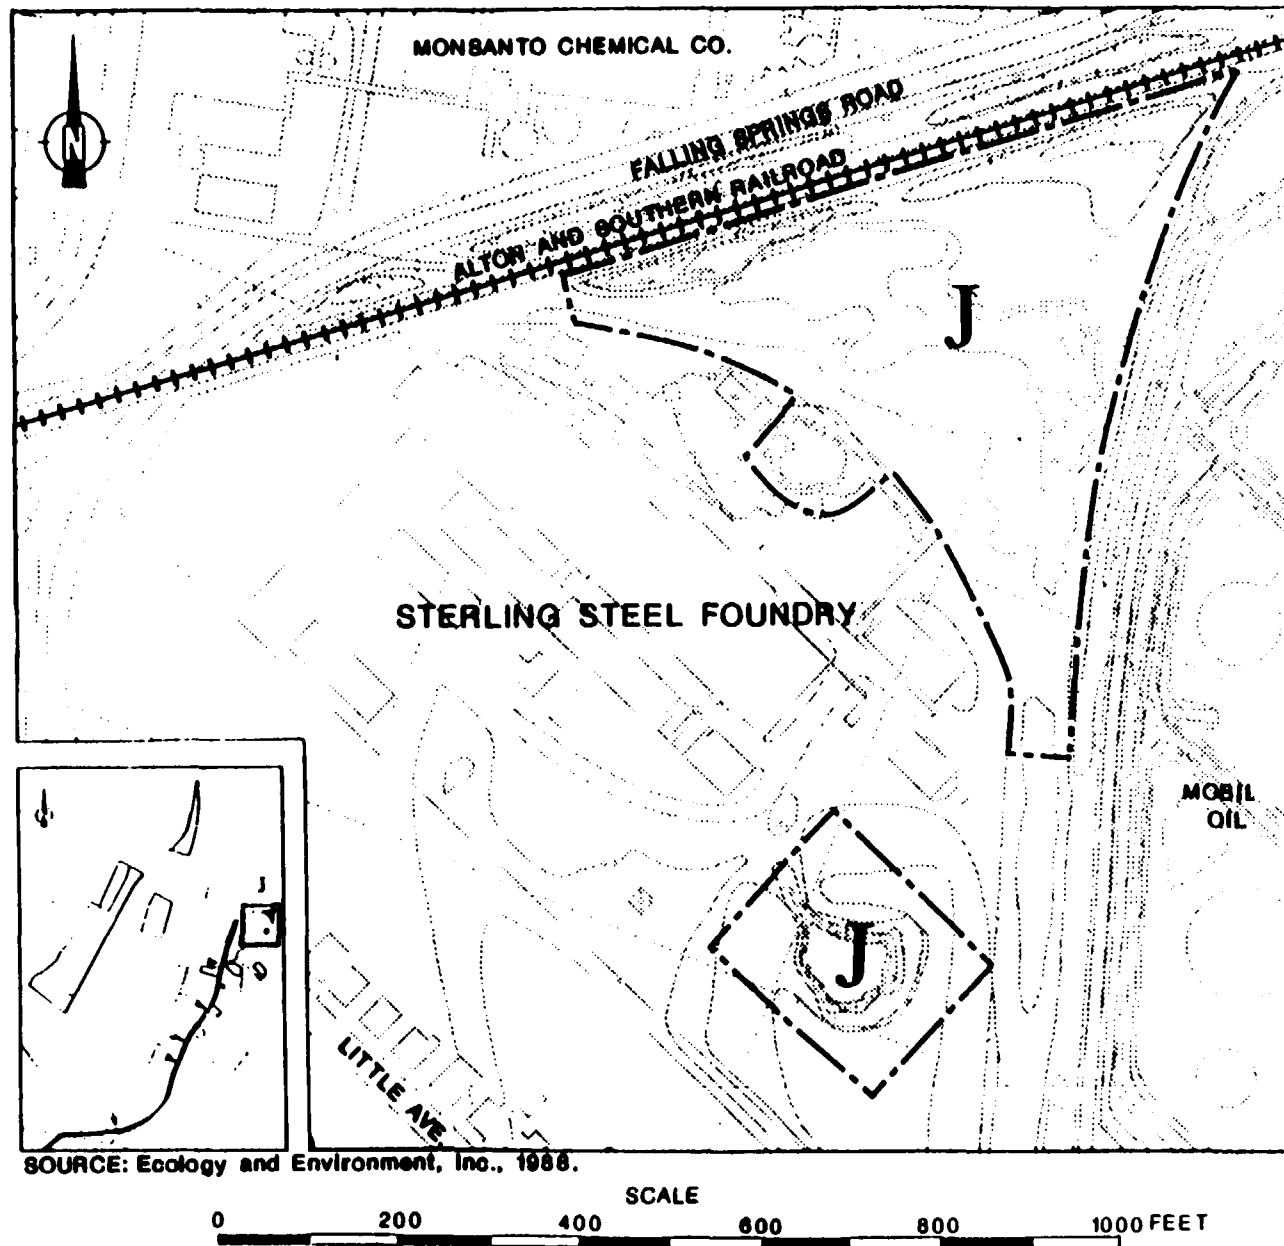 MONSANTO CHEMICAL CO.
N
FALLING SPRINGS ROAD
ALTON AND SOUTHERN RAILROAD
J
STERLING STEEL FOUNDRY
MOBIL
OIL
J
J
LITTLE AVE
SOURCE: Ecology and Environment, Inc., 1988.
SCALE
0 200 400 600 800 1000 FEET